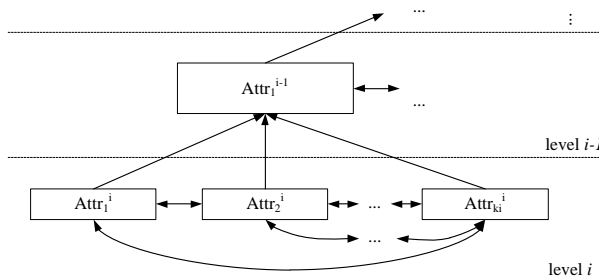 ... ⋮
Attr₁ⁱ⁻¹
...
level i-1
Attr₁ⁱ Attr₂ⁱ ... Attrₖᵢⁱ
...
level i